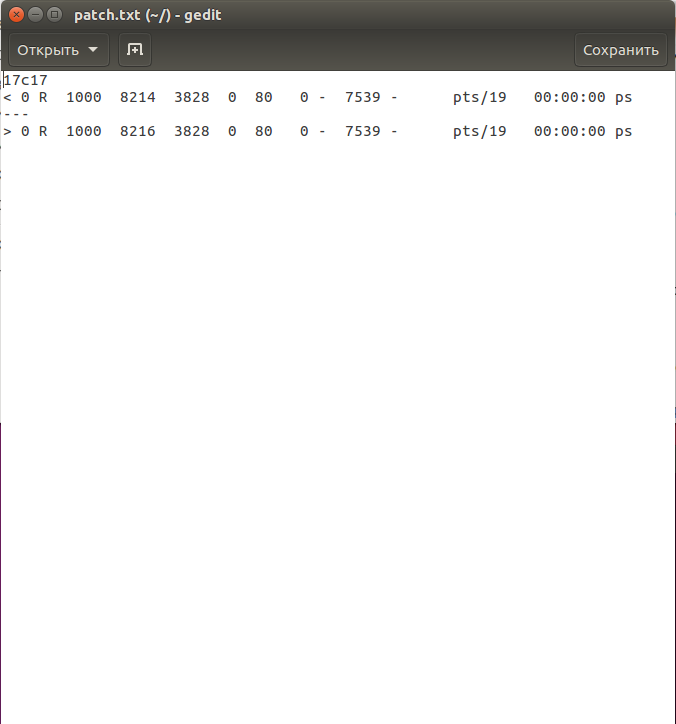 patch.txt (~/) - gedit
Открыть
Сохранить
17c17
< 0 R  1000  8214  3828  0  80   0 -  7539 -      pts/19   00:00:00 ps
---
> 0 R  1000  8216  3828  0  80   0 -  7539 -      pts/19   00:00:00 ps